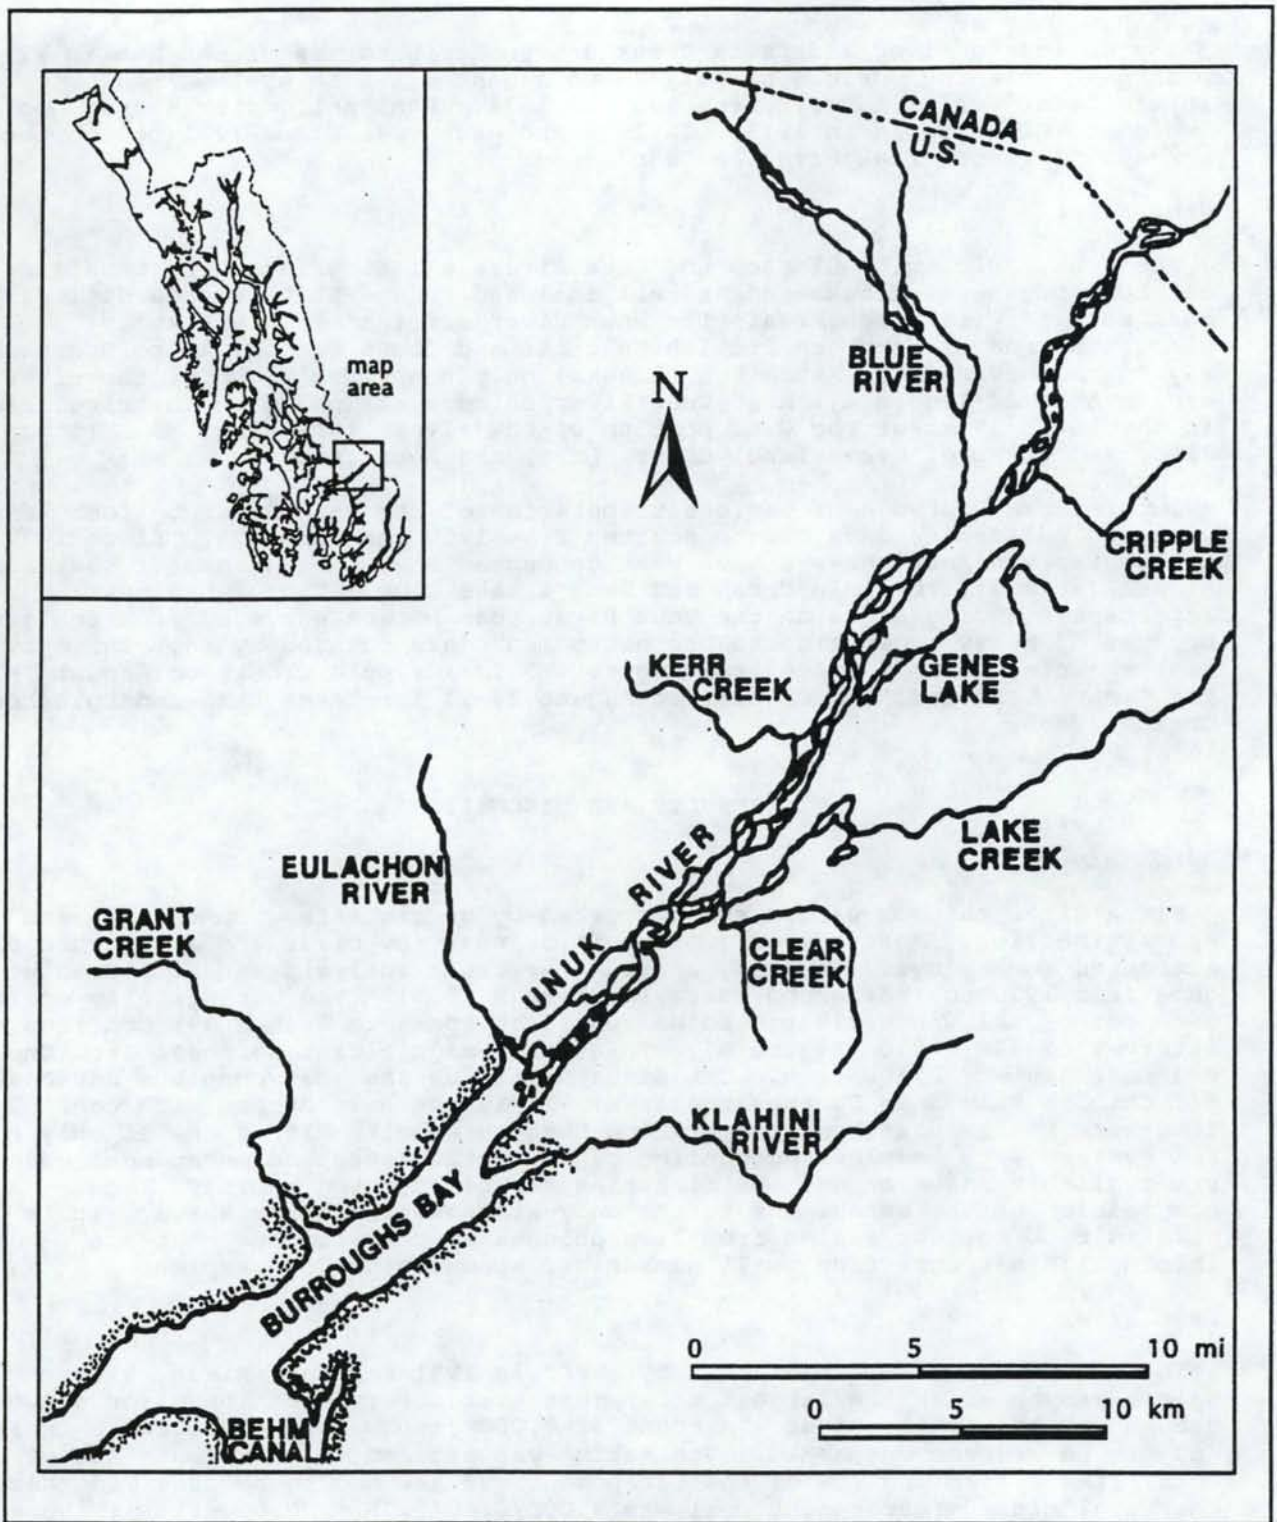 CANADA
U.S.
map
area
BLUE
RIVER
N
CRIPPLE
CREEK
KERR
CREEK
GENES
LAKE
UNUK RIVER
LAKE
CREEK
EULACHON
RIVER
GRANT
CREEK
CLEAR
CREEK
KLAHINI
RIVER
BURROUGHS BAY
0 5 10 mi
0 5 10 km
BEHM
CANAL